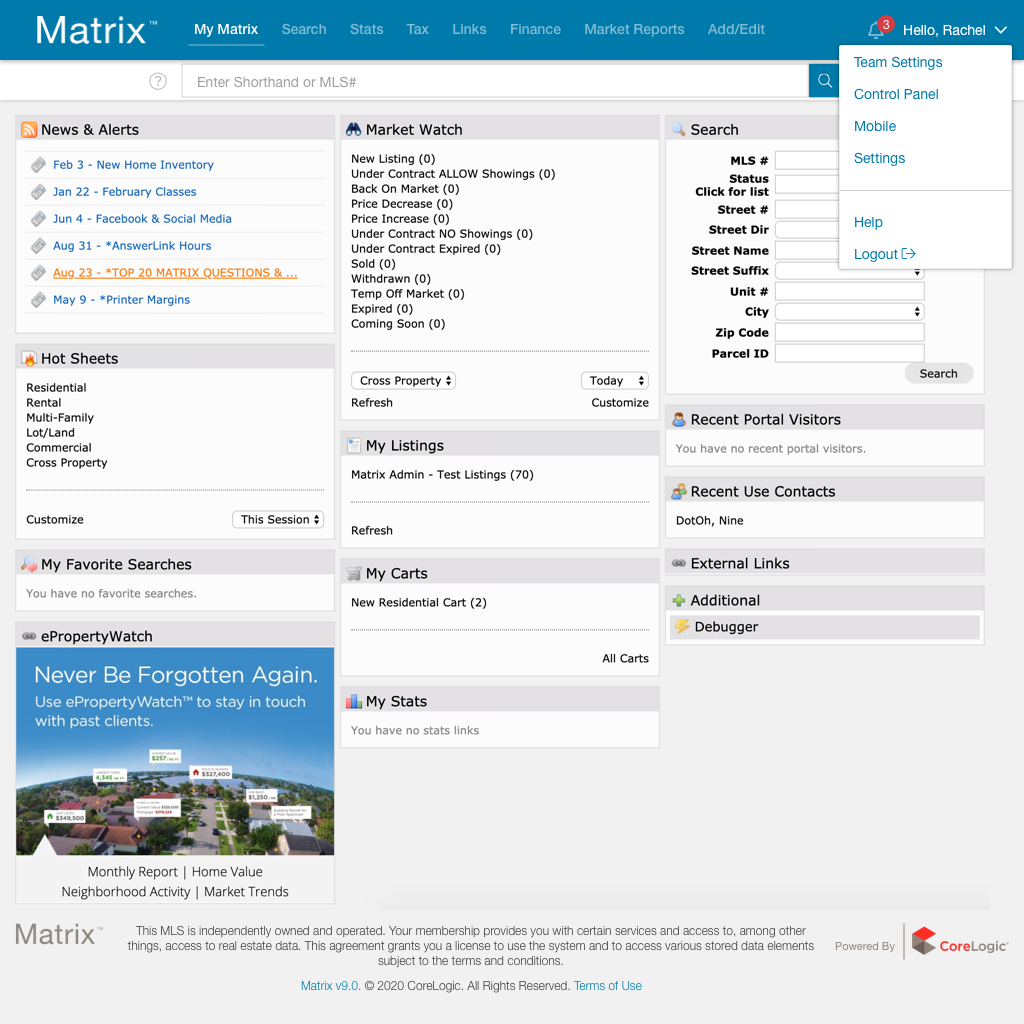 Matrix™
My Matrix
Search
Stats
Tax
Links
Finance
Market Reports
Add/Edit
3
Hello, Rachel
Team Settings
Control Panel
Mobile
Settings
Help
Logout
?
Enter Shorthand or MLS#
News & Alerts
Feb 3 - New Home Inventory
Jan 22 - February Classes
Jun 4 - Facebook & Social Media
Aug 31 - *AnswerLink Hours
Aug 23 - *TOP 20 MATRIX QUESTIONS & ...
May 9 - *Printer Margins
Hot Sheets
Residential
Rental
Multi-Family
Lot/Land
Commercial
Cross Property
Customize
This Session
My Favorite Searches
You have no favorite searches.
ePropertyWatch
Never Be Forgotten Again.
Use ePropertyWatch™ to stay in touch
with past clients.
$257
4,345
$327,400
$1,250
$349,500
Monthly Report | Home Value
Neighborhood Activity | Market Trends
Market Watch
New Listing (0)
Under Contract ALLOW Showings (0)
Back On Market (0)
Price Decrease (0)
Price Increase (0)
Under Contract NO Showings (0)
Under Contract Expired (0)
Sold (0)
Withdrawn (0)
Temp Off Market (0)
Expired (0)
Coming Soon (0)
Cross Property
Today
Refresh
Customize
My Listings
Matrix Admin - Test Listings (70)
Refresh
My Carts
New Residential Cart (2)
All Carts
My Stats
You have no stats links
Search
MLS #
Status
Click for list
Street #
Street Dir
Street Name
Street Suffix
Unit #
City
Zip Code
Parcel ID
Search
Recent Portal Visitors
You have no recent portal visitors.
Recent Use Contacts
DotOh, Nine
External Links
Additional
Debugger
Matrix™
This MLS is independently owned and operated. Your membership provides you with certain services and access to, among other
things, access to real estate data. This agreement grants you a license to use the system and to access various stored data elements
subject to the terms and conditions.
Matrix v9.0. © 2020 CoreLogic. All Rights Reserved. Terms of Use
Powered By
CoreLogic